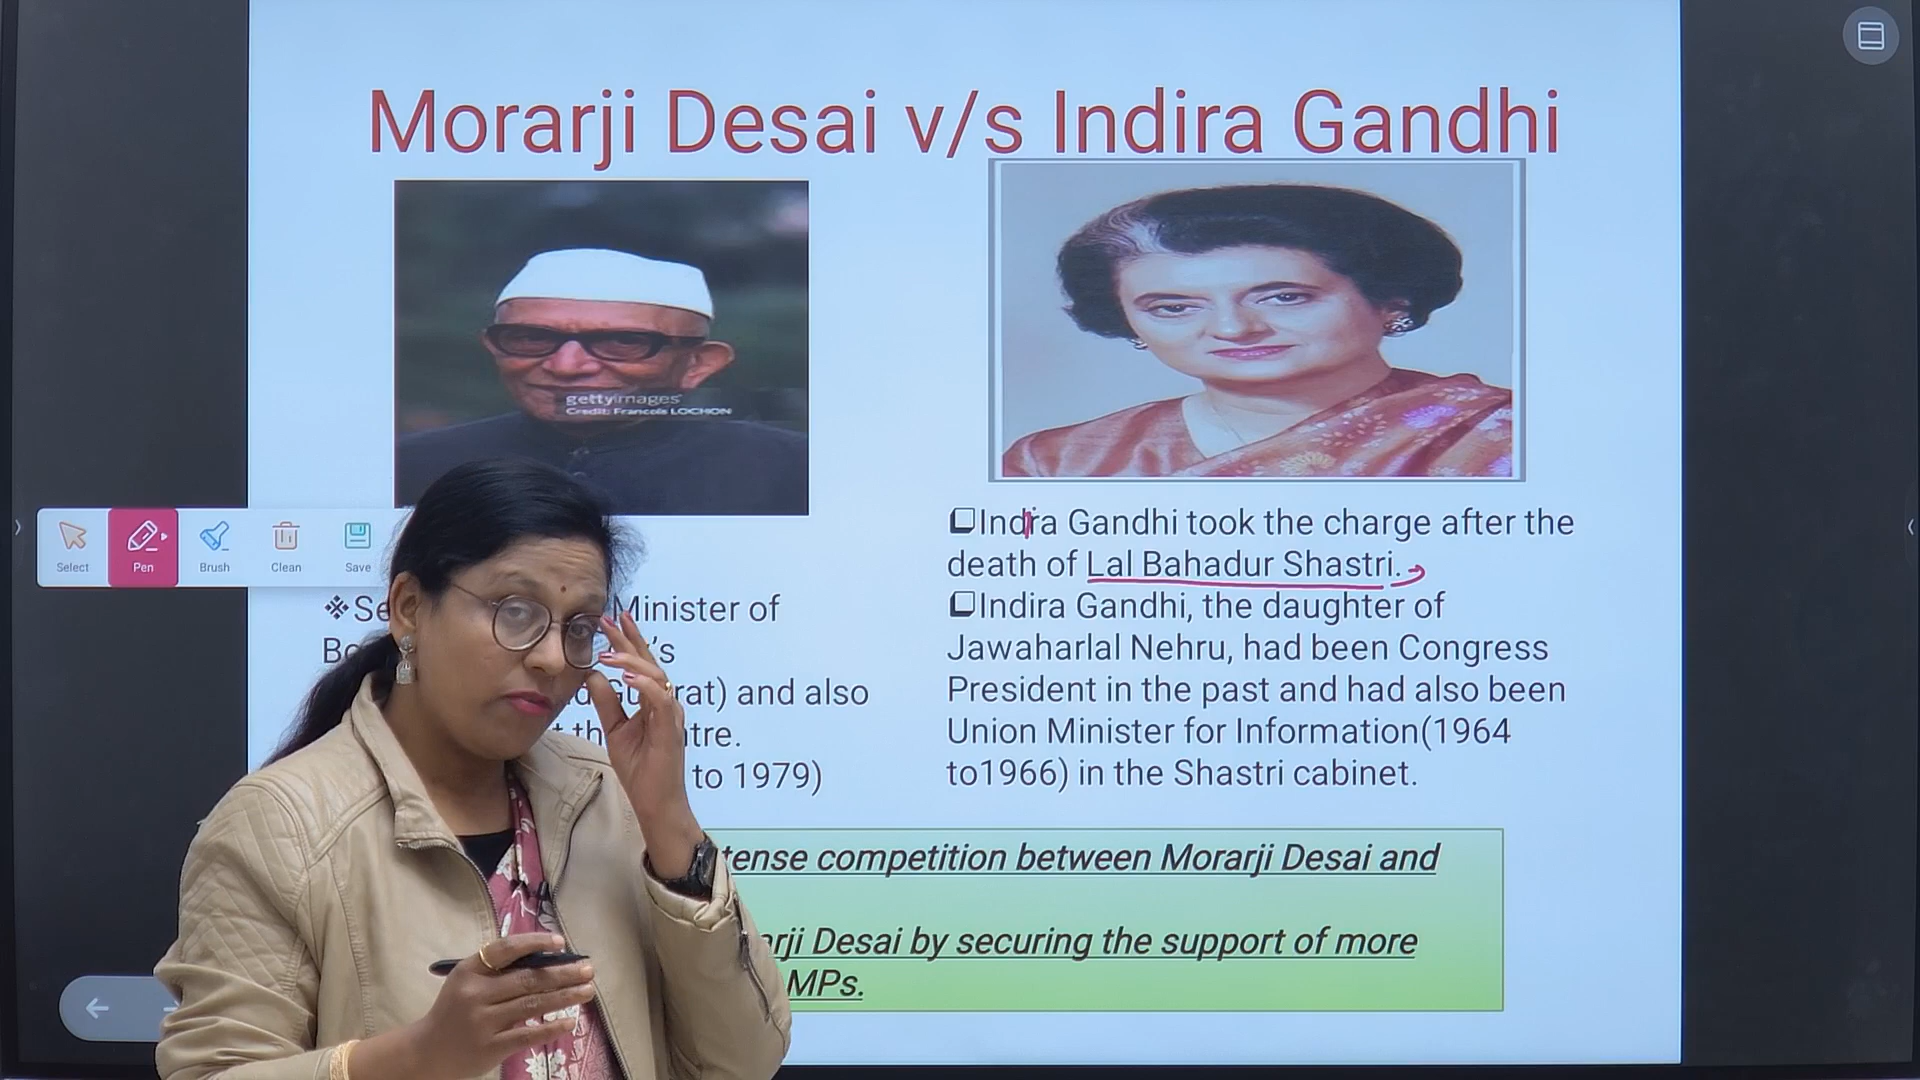 Morarji Desai v/s Indira Gandhi
gettyimages
Credit: Francois LOCHON
Select
Pen
Brush
Clean
Save
❖Se Minister of
Bo 's
rat) and also
tre.
to 1979)
❑Indira Gandhi took the charge after the
death of Lal Bahadur Shastri.
❑Indira Gandhi, the daughter of
Jawaharlal Nehru, had been Congress
President in the past and had also been
Union Minister for Information(1964
to1966) in the Shastri cabinet.
tense competition between Morarji Desai and
arji Desai by securing the support of more
MPs.